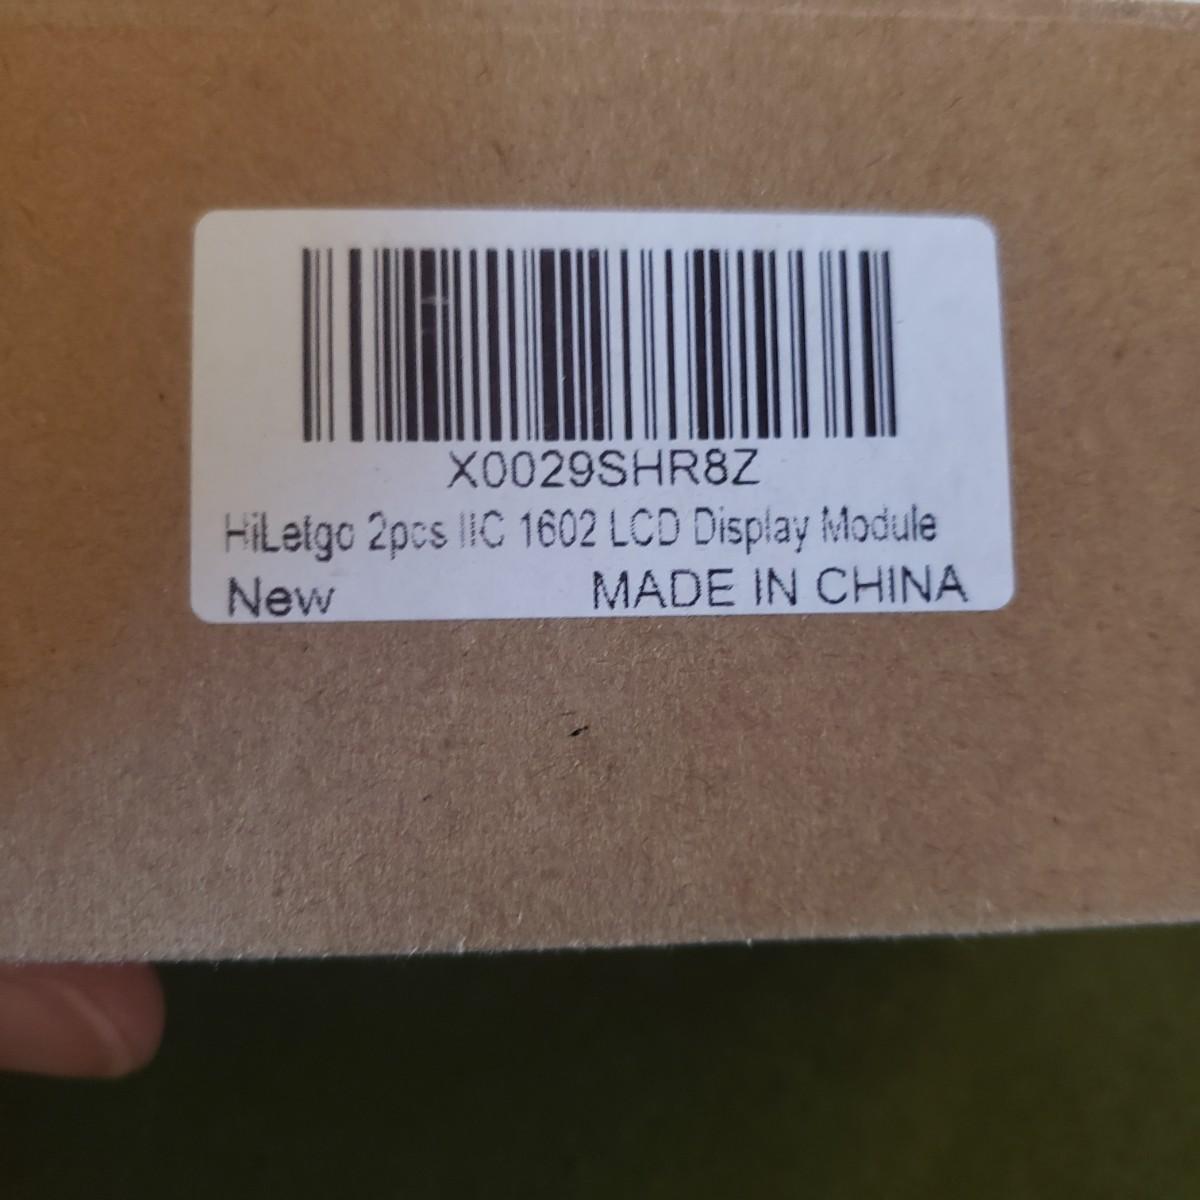 X0029SHR8Z
HiLetgo 2pcs IIC 1602 LCD Display Module
New MADE IN CHINA